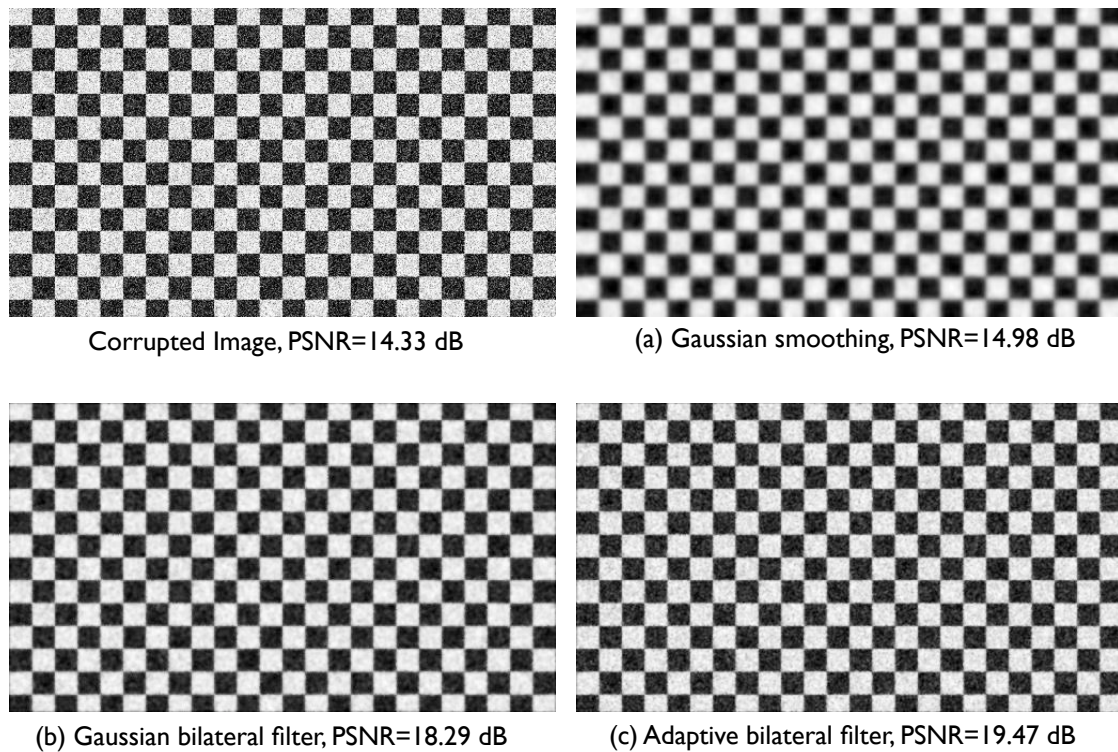 Corrupted Image, PSNR=14.33 dB
(a) Gaussian smoothing, PSNR=14.98 dB
(b) Gaussian bilateral filter, PSNR=18.29 dB
(c) Adaptive bilateral filter, PSNR=19.47 dB